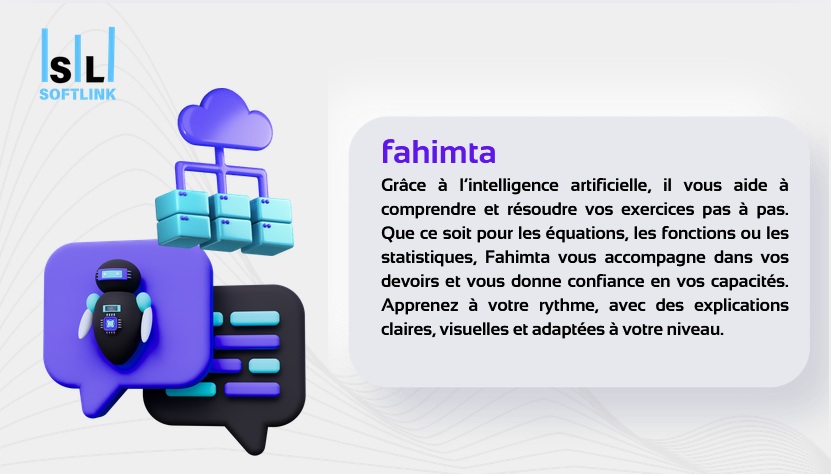 SL
SOFTLINK
fahimta
Grâce à l'intelligence artificielle, il vous aide à
comprendre et résoudre vos exercices pas à pas.
Que ce soit pour les équations, les fonctions ou les
statistiques, Fahimta vous accompagne dans vos
devoirs et vous donne confiance en vos capacités.
Apprenez à votre rythme, avec des explications
claires, visuelles et adaptées à votre niveau.